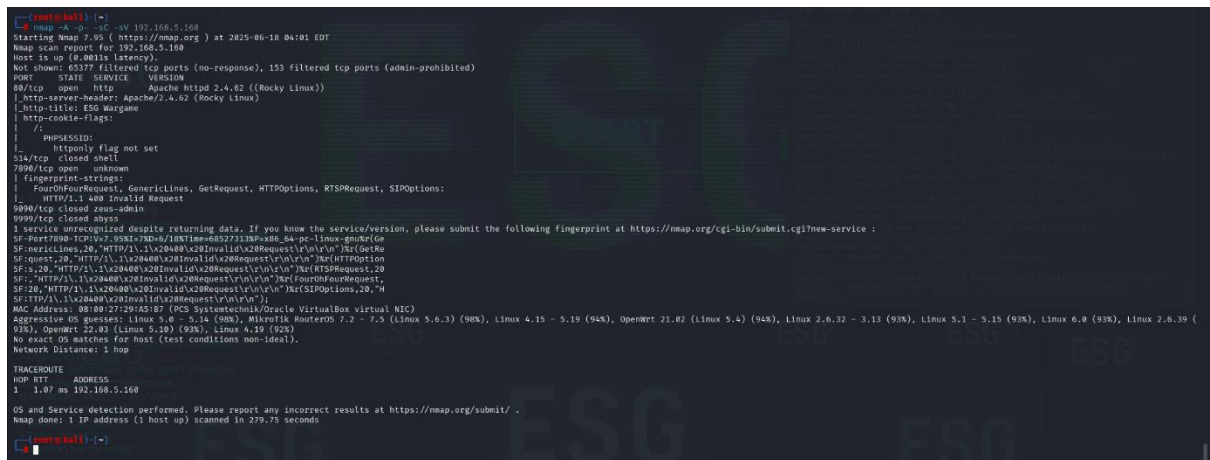 (root㉿kali)-[~]
# nmap -A -p- -sC -sV 192.168.5.160
Starting Nmap 7.95 ( https://nmap.org ) at 2025-06-18 04:01 EDT
Nmap scan report for 192.168.5.160
Host is up (0.0011s latency).
Not shown: 65377 filtered tcp ports (no-response), 153 filtered tcp ports (admin-prohibited)
PORT     STATE  SERVICE    VERSION
80/tcp   open   http       Apache httpd 2.4.62 ((Rocky Linux))
|_http-server-header: Apache/2.4.62 (Rocky Linux)
|_http-title: ESG Wargame
| http-cookie-flags:
|   /:
|     PHPSESSID:
|_      httponly flag not set
514/tcp  closed shell
7890/tcp open   unknown
| fingerprint-strings:
|   FourOhFourRequest, GenericLines, GetRequest, HTTPOptions, RTSPRequest, SIPOptions:
|_    HTTP/1.1 400 Invalid Request
9090/tcp closed zeus-admin
9999/tcp closed abyss
1 service unrecognized despite returning data. If you know the service/version, please submit the following fingerprint at https://nmap.org/cgi-bin/submit.cgi?new-service :
SF-Port7890-TCP:V=7.95%I=7%D=6/18%Time=68527313%P=x86_64-pc-linux-gnu%r(Ge
SF:nericLines,20,"HTTP/1\.1\x20400\x20Invalid\x20Request\r\n\r\n")%r(GetRe
SF:quest,20,"HTTP/1\.1\x20400\x20Invalid\x20Request\r\n\r\n")%r(HTTPOption
SF:s,20,"HTTP/1\.1\x20400\x20Invalid\x20Request\r\n\r\n")%r(RTSPRequest,20
SF:,"HTTP/1\.1\x20400\x20Invalid\x20Request\r\n\r\n")%r(FourOhFourRequest,
SF:20,"HTTP/1\.1\x20400\x20Invalid\x20Request\r\n\r\n")%r(SIPOptions,20,"H
SF:TTP/1\.1\x20400\x20Invalid\x20Request\r\n\r\n");
MAC Address: 08:00:27:29:A5:B7 (PCS Systemtechnik/Oracle VirtualBox virtual NIC)
Aggressive OS guesses: Linux 5.0 - 5.14 (98%), MikroTik RouterOS 7.2 - 7.5 (Linux 5.6.3) (98%), Linux 4.15 - 5.19 (94%), OpenWrt 21.02 (Linux 5.4) (94%), Linux 2.6.32 - 3.13 (93%), Linux 5.1 - 5.15 (93%), Linux 6.0 (93%), Linux 2.6.39 (
93%), OpenWrt 22.03 (Linux 5.10) (93%), Linux 4.19 (92%)
No exact OS matches for host (test conditions non-ideal).
Network Distance: 1 hop
TRACEROUTE
HOP RTT     ADDRESS
1   1.07 ms 192.168.5.160
OS and Service detection performed. Please report any incorrect results at https://nmap.org/submit/ .
Nmap done: 1 IP address (1 host up) scanned in 279.75 seconds
(root㉿kali)-[~]
#
ESG
START
ESG
ESG
ESG
ESG
ESG
ESG
ESG